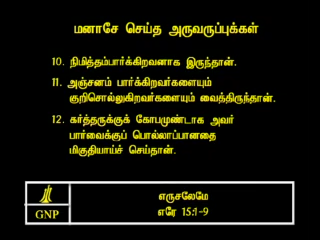 மனாசே செய்த அருவருப்புக்கள்
10. நிமித்தம்பார்க்கிறவனாக இருந்தான்.
11. அஞ்சனம் பார்க்கிறவர்களையும்
குறிசொல்லுகிறவர்களையும் வைத்திருந்தான்.
12. கர்த்தருக்குக் கோபமுண்டாக அவர்
பார்வைக்குப் பொல்லாப்பானதை
மிகுதியாய்ச் செய்தான்.
எருசலேமே
எரே 15:1-9
GNP